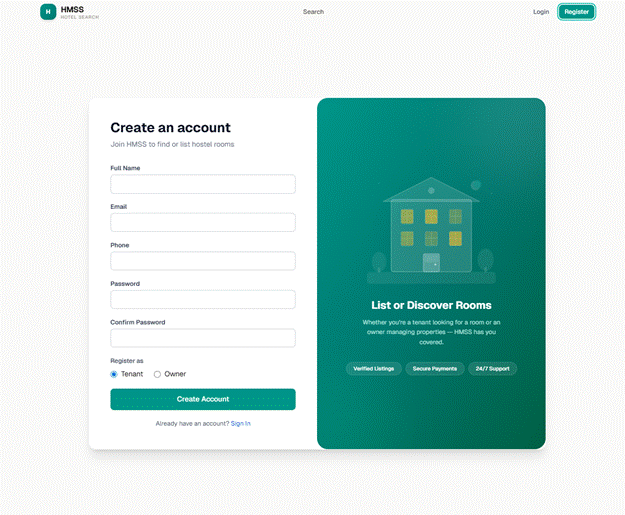 H
HMSS
HOTEL SEARCH
Search
Login
Register
Create an account
Join HMSS to find or list hostel rooms
Full Name
Email
Phone
Password
Confirm Password
Register as
Tenant
Owner
Create Account
Already have an account? Sign In
List or Discover Rooms
Whether you're a tenant looking for a room or an
owner managing properties — HMSS has you
covered.
Verified Listings
Secure Payments
24/7 Support